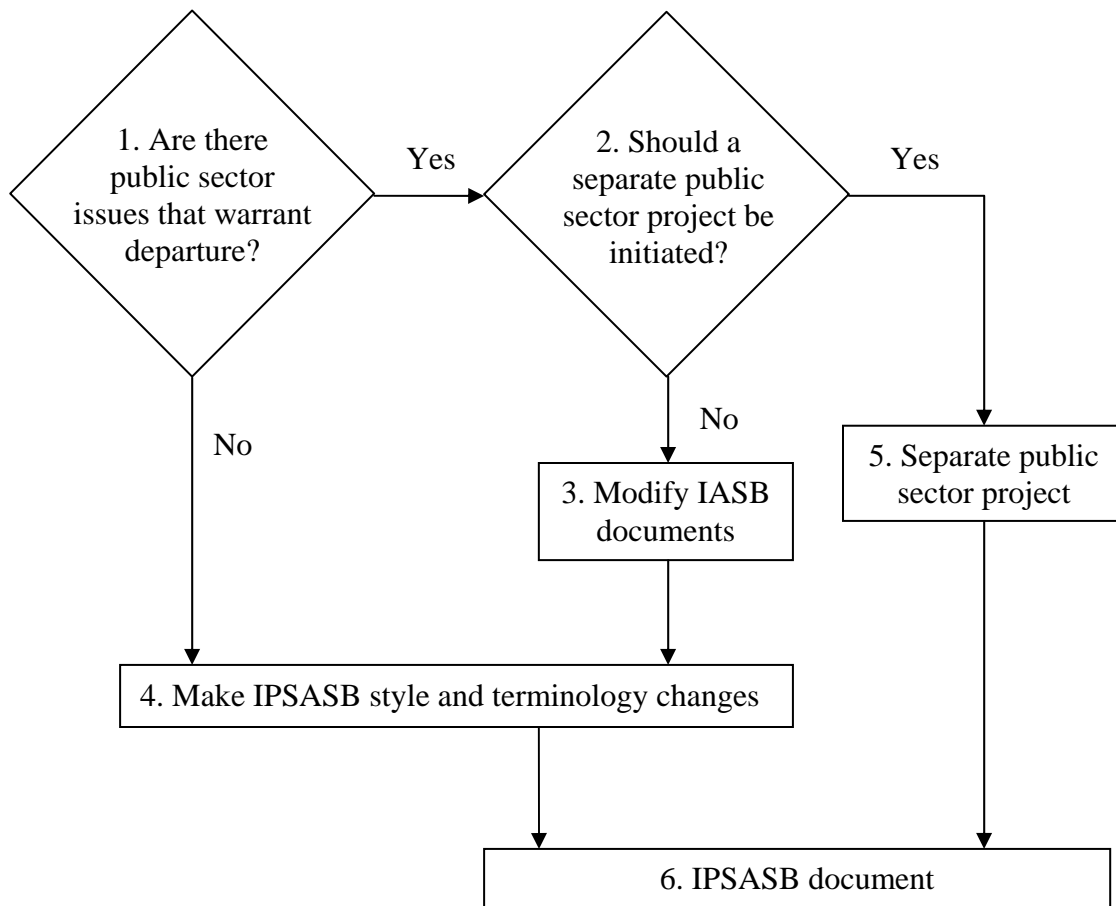 1. Are there
public sector
issues that warrant
departure?
Yes
2. Should a
separate public
sector project be
initiated?
Yes
No
No
3. Modify IASB
documents
5. Separate public
sector project
4. Make IPSASB style and terminology changes
6. IPSASB document